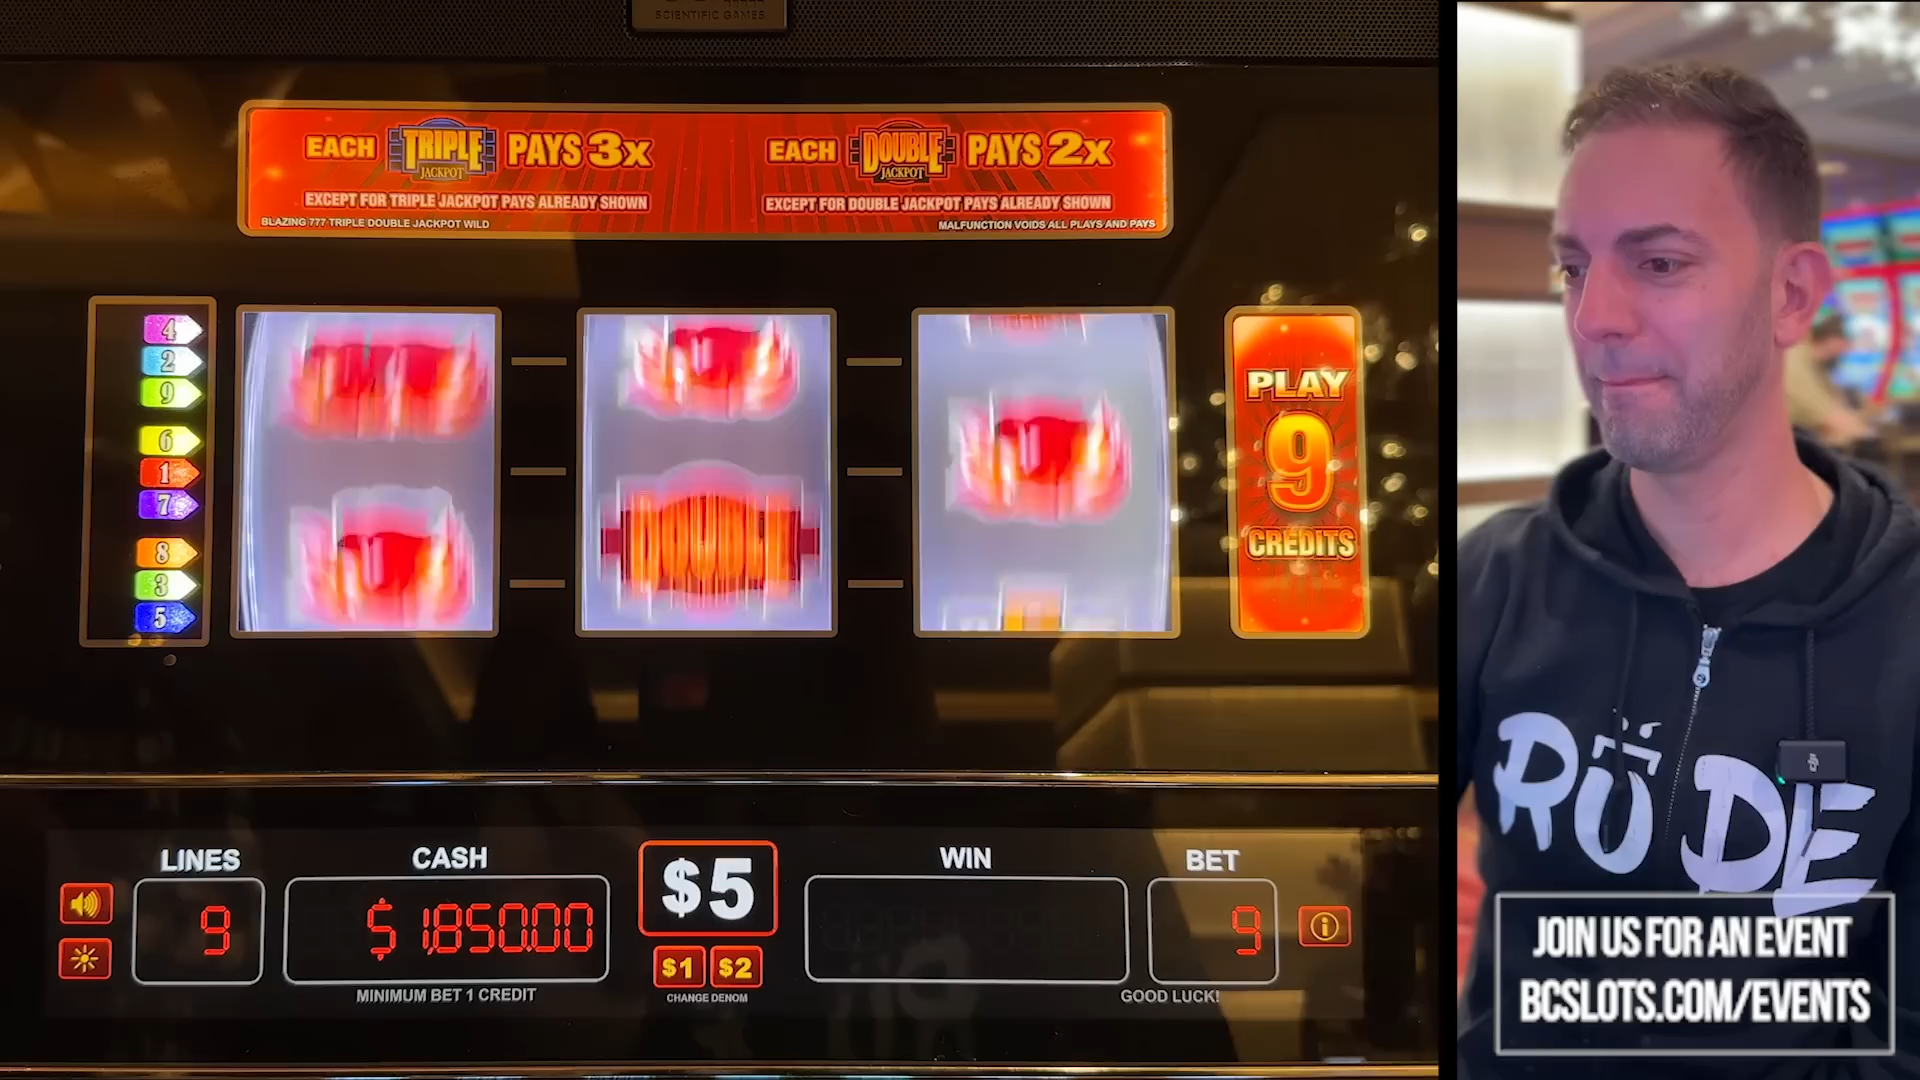 SCIENTIFIC GAMES
EACH TRIPLE JACKPOT PAYS 3x
EXCEPT FOR TRIPLE JACKPOT PAYS ALREADY SHOWN
BLAZING 777 TRIPLE DOUBLE JACKPOT WILD
EACH DOUBLE JACKPOT PAYS 2x
EXCEPT FOR DOUBLE JACKPOT PAYS ALREADY SHOWN
MALFUNCTION VOIDS ALL PLAYS AND PAYS
4
2
9
6
1
7
8
3
5
DOUBLE
PLAY
9
CREDITS
LINES
9
CASH
$ 1,850.00
MINIMUM BET 1 CREDIT
$5
$1 $2
CHANGE DENOM
WIN
BET
9
GOOD LUCK!
RUDE
dji
JOIN US FOR AN EVENT
BCSLOTS.COM/EVENTS